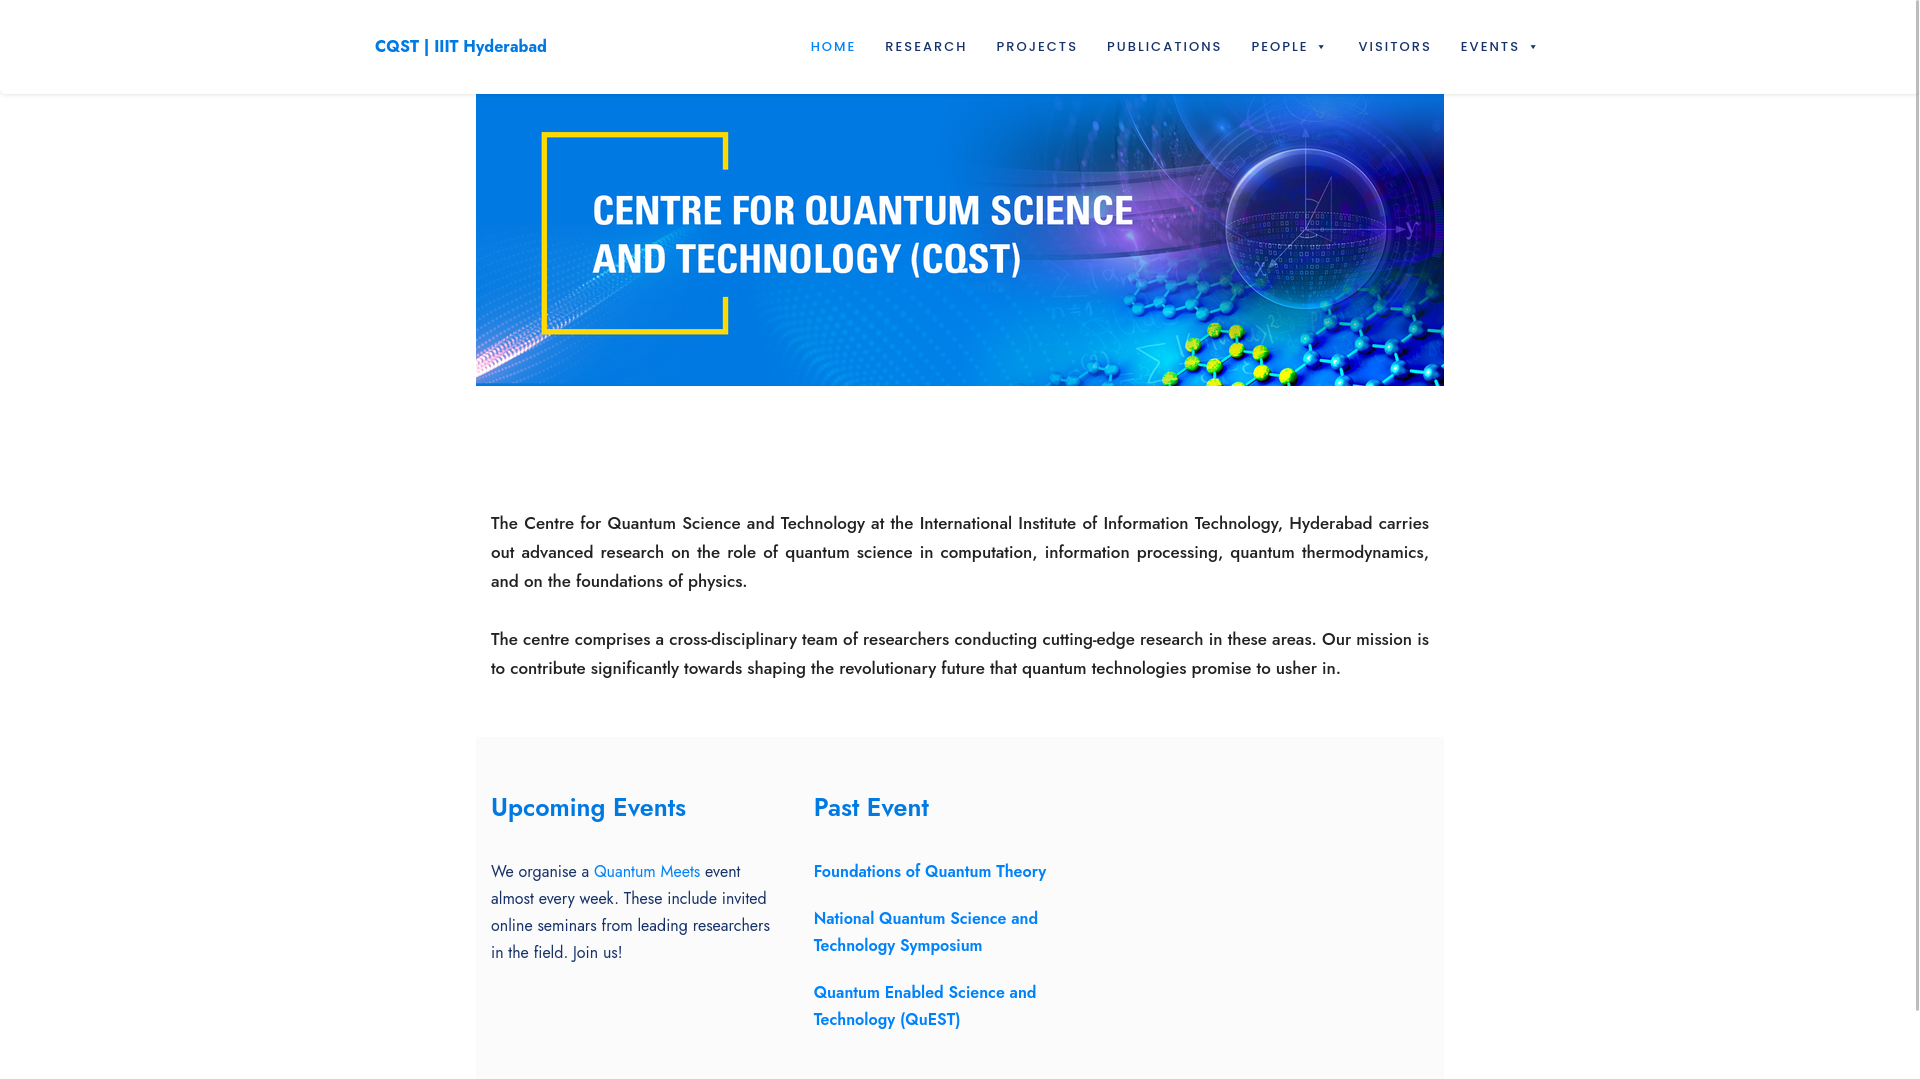 CQST | IIIT Hyderabad
HOME RESEARCH PROJECTS PUBLICATIONS PEOPLE VISITORS EVENTS
CENTRE FOR QUANTUM SCIENCE
AND TECHNOLOGY (CQST)
y
x
The Centre for Quantum Science and Technology at the International Institute of Information Technology, Hyderabad carries
out advanced research on the role of quantum science in computation, information processing, quantum thermodynamics,
and on the foundations of physics.
The centre comprises a cross-disciplinary team of researchers conducting cutting-edge research in these areas. Our mission is
to contribute significantly towards shaping the revolutionary future that quantum technologies promise to usher in.
Upcoming Events
We organise a Quantum Meets event
almost every week. These include invited
online seminars from leading researchers
in the field. Join us!
Past Event
Foundations of Quantum Theory
National Quantum Science and
Technology Symposium
Quantum Enabled Science and
Technology (QuEST)